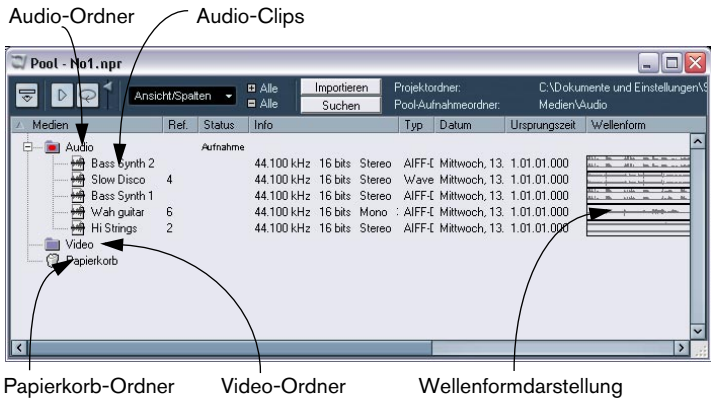 Audio-Ordner Audio-Clips
Pool - No1.npr
Ansicht/Spalten Alle Importieren Projektordner: C:\Dokumente und Einstellungen\S
Alle Suchen Pool-Aufnahmeordner: Medien\Audio
Medien Ref. Status Info Typ Datum Ursprungszeit Wellenform
Audio Aufnahme
Bass Synth 2 44.100 kHz 16 bits Stereo AIFF-D Mittwoch, 13. 1.01.01.000
Slow Disco 4 44.100 kHz 16 bits Stereo Wave Mittwoch, 13. 1.01.01.000
Bass Synth 1 44.100 kHz 16 bits Stereo AIFF-D Mittwoch, 13. 1.01.01.000
Wah guitar 6 44.100 kHz 16 bits Mono : AIFF-D Mittwoch, 13. 1.01.01.000
Hi Strings 2 44.100 kHz 16 bits Stereo AIFF-D Mittwoch, 13. 1.01.01.000
Video
Papierkorb
Papierkorb-Ordner Video-Ordner Wellenformdarstellung